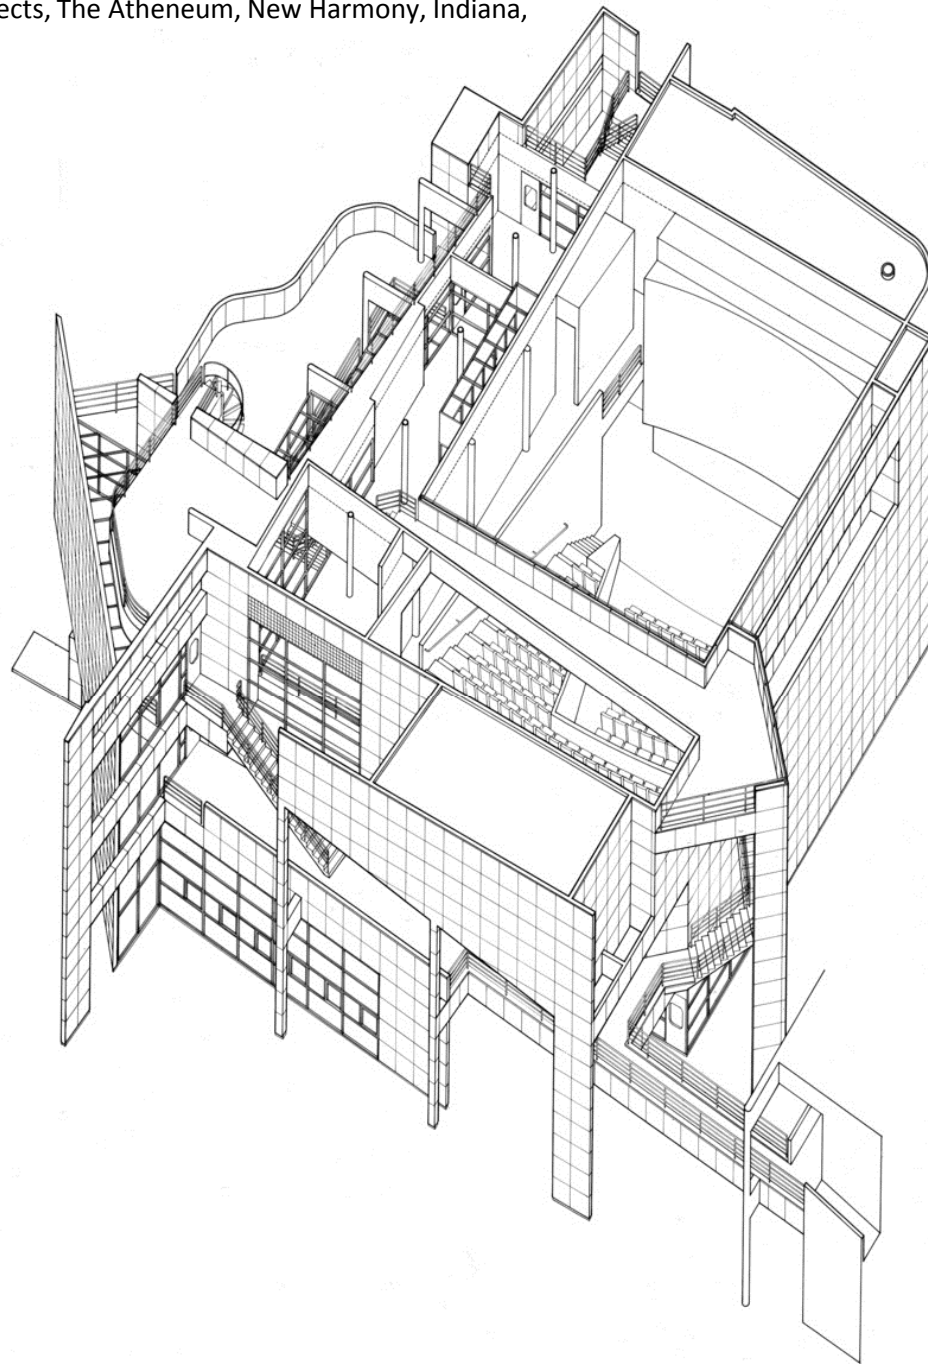 ects, The Atheneum, New Harmony, Indiana,